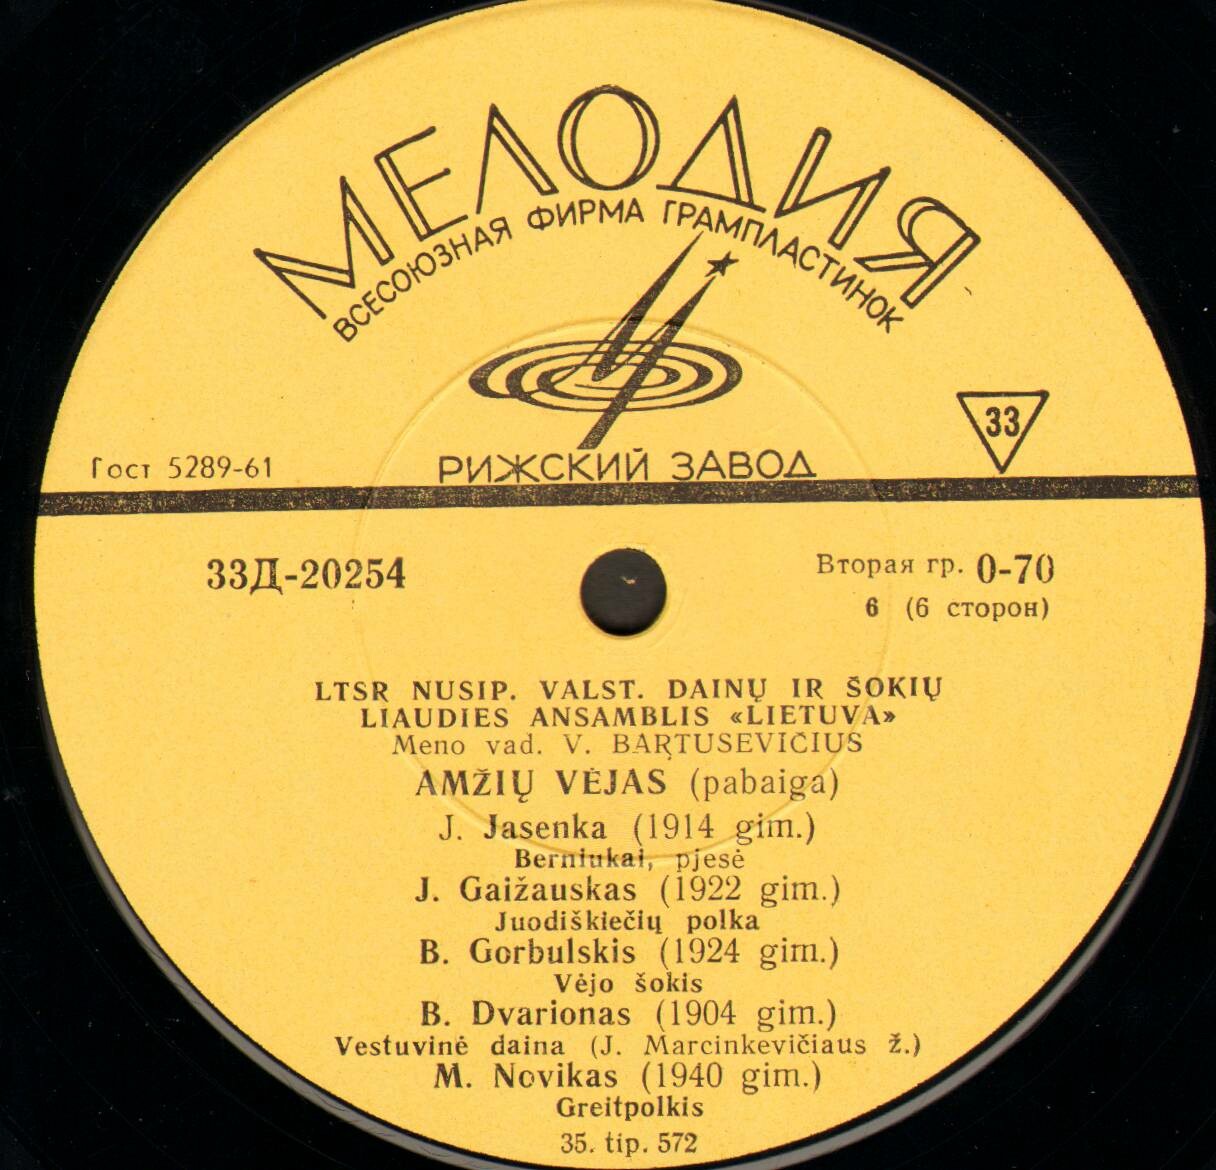 МЕЛОДИЯ
ВСЕСОЮЗНАЯ ФИРМА ГРАМПЛАСТИНОК
33
Гост 5289-61
РИЖСКИЙ ЗАВОД
33Д-20254
Вторая гр. 0-70
6 (6 сторон)
LTSR NUSIP. VALST. DAINŲ IR ŠOKIŲ
LIAUDIES ANSAMBLIS «LIETUVA»
Meno vad. V. BARTUSEVIČIUS
AMŽIŲ VĖJAS (pabaiga)
J. Jasenka (1914 gim.)
Berniukai, pjesė
J. Gaižauskas (1922 gim.)
Juodiškiečių polka
B. Gorbulskis (1924 gim.)
Vėjo šokis
B. Dvarionas (1904 gim.)
Vestuvinė daina (J. Marcinkevičiaus ž.)
M. Novikas (1940 gim.)
Greitpolkis
35. tip. 572